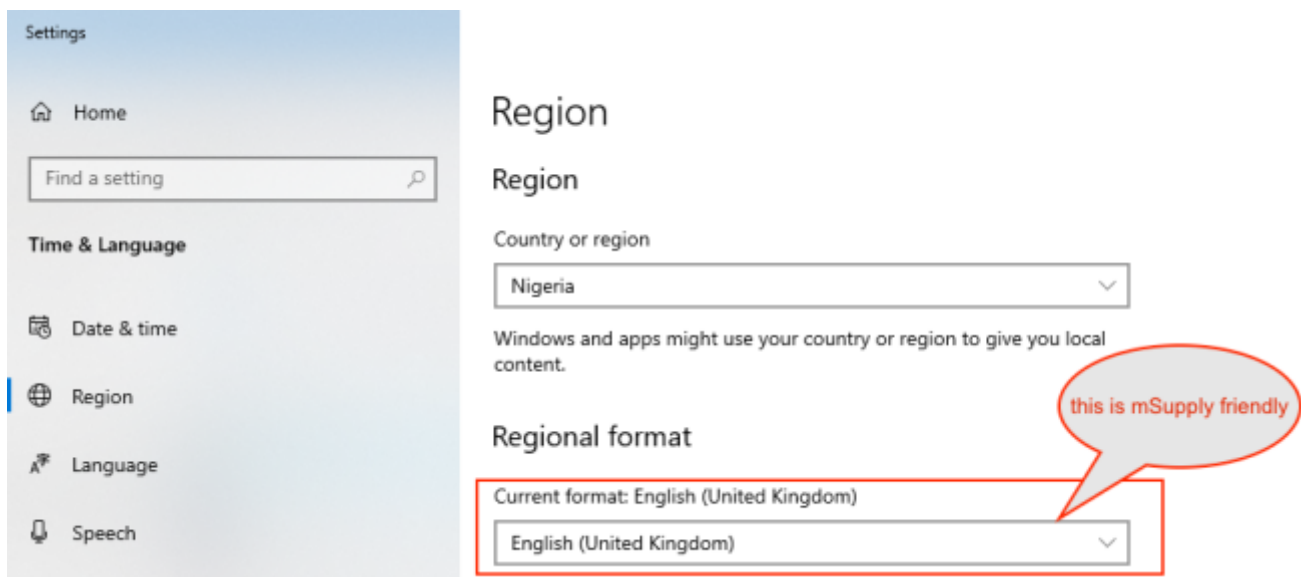 Settings
Home
Find a setting
Time & Language
Date & time
Region
Language
Speech
Region
Region
Country or region
Nigeria
Windows and apps might use your country or region to give you local
content.
this is mSupply friendly
Regional format
Current format: English (United Kingdom)
English (United Kingdom)